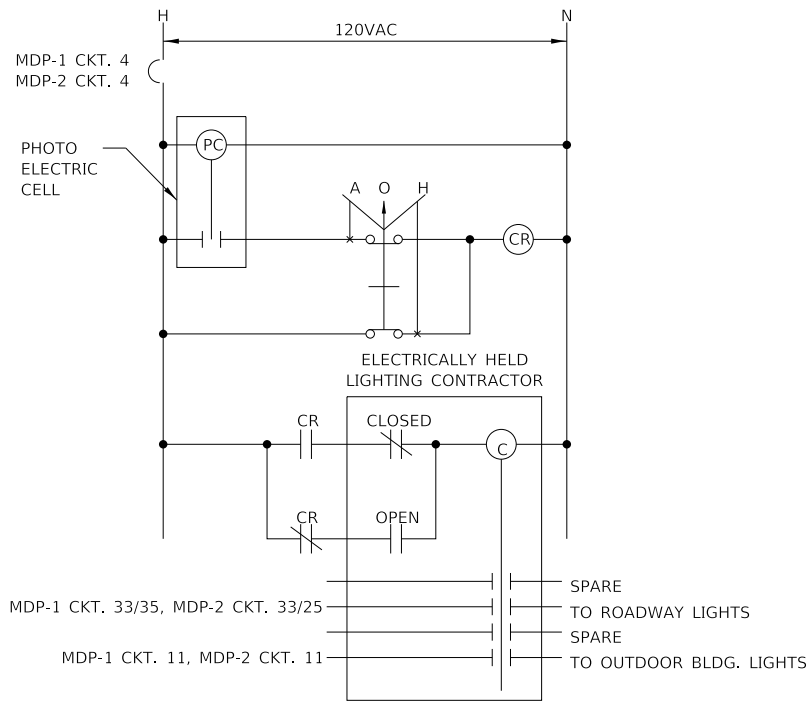 H
N
120VAC
MDP-1 CKT. 4
MDP-2 CKT. 4
PC
PHOTO
ELECTRIC
CELL
A O H
CR
ELECTRICALLY HELD
LIGHTING CONTRACTOR
CR
CLOSED
C
CR
OPEN
SPARE
MDP-1 CKT. 33/35, MDP-2 CKT. 33/25
TO ROADWAY LIGHTS
SPARE
MDP-1 CKT. 11, MDP-2 CKT. 11
TO OUTDOOR BLDG. LIGHTS